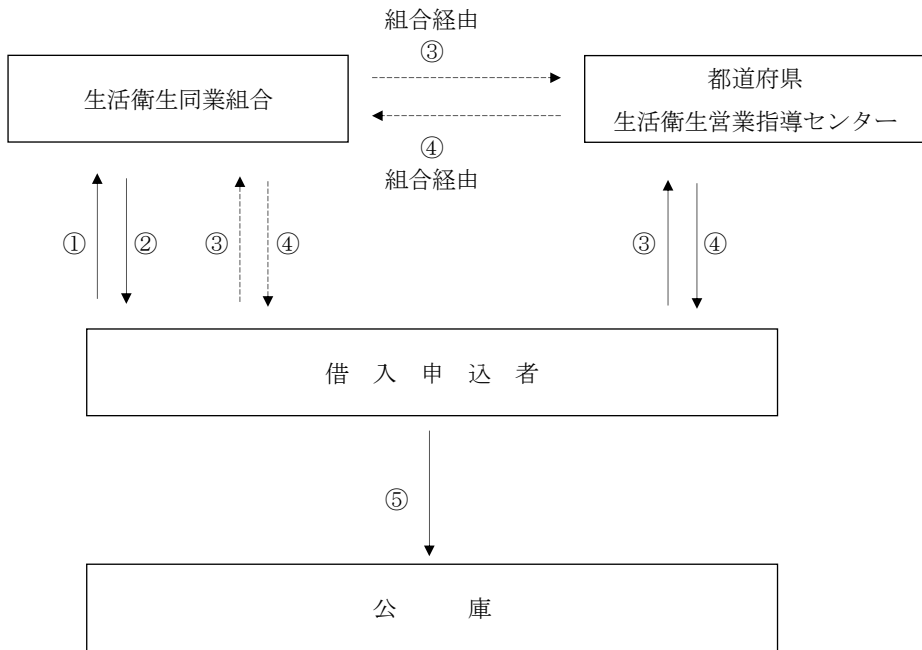 組合経由
③
生活衛生同業組合
都道府県
生活衛生営業指導センター
④
組合経由
①
②
③
④
③
④
借 入 申 込 者
⑤
公 庫